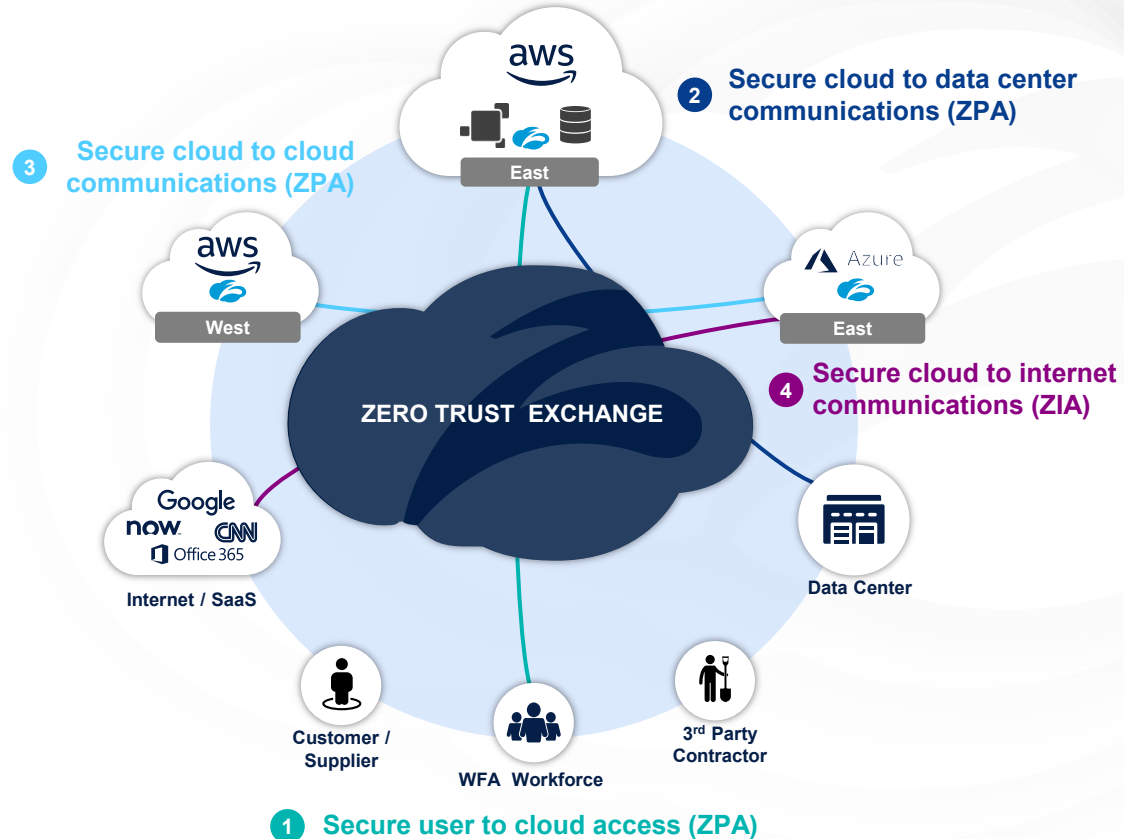 aws
East
2
Secure cloud to data center
communications (ZPA)
3
Secure cloud to cloud
communications (ZPA)
aws
West
Azure
East
4
Secure cloud to internet
communications (ZIA)
ZERO TRUST EXCHANGE
Google
now.
CNN
Office 365
Internet / SaaS
Data Center
Customer /
Supplier
WFA Workforce
3rd Party
Contractor
1
Secure user to cloud access (ZPA)